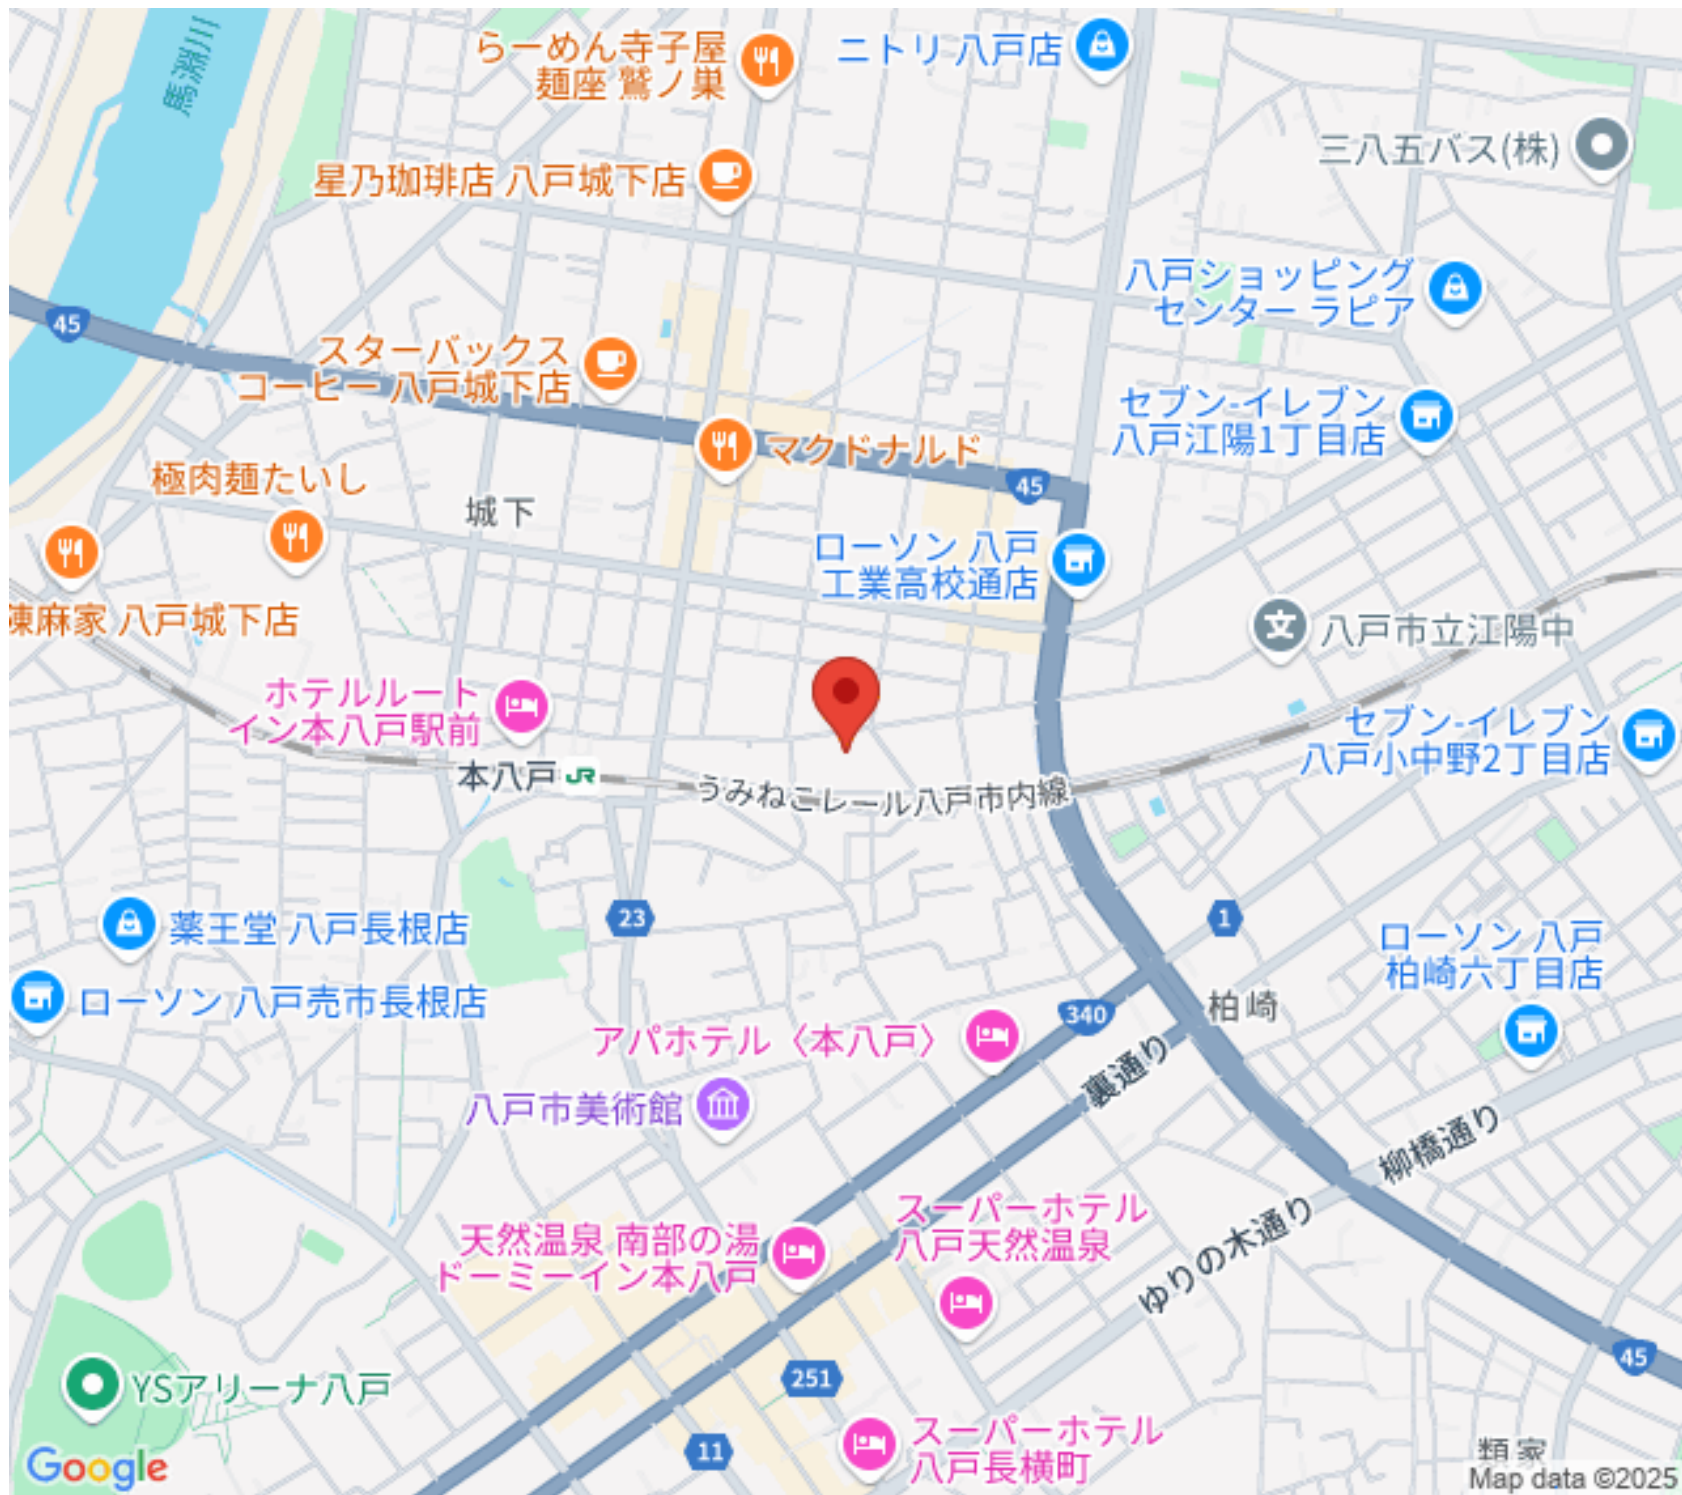 馬淵川
らーめん寺子屋
麺座 鷲ノ巣
ニトリ 八戸店
三八五バス(株)
星乃珈琲店 八戸城下店
八戸ショッピング
センター ラピア
45
スターバックス
コーヒー 八戸城下店
セブン-イレブン
八戸江陽1丁目店
マクドナルド
極肉麺たいし
45
城下
ローソン 八戸
工業高校通店
陳麻家 八戸城下店
八戸市立江陽中
文
ホテルルート
イン本八戸駅前
セブン-イレブン
八戸小中野2丁目店
本八戸 JR
うみねこレール八戸市内線
薬王堂 八戸長根店
23
1
ローソン 八戸
柏崎六丁目店
ローソン 八戸売市長根店
340
柏崎
アパホテル〈本八戸〉
裏通り
八戸市美術館
柳橋通り
スーパーホテル
八戸天然温泉
天然温泉 南部の湯
ドーミーイン本八戸
ゆりの木通り
45
YSアリーナ八戸
251
スーパーホテル
八戸長横町
11
類家
Google
Map data ©2025